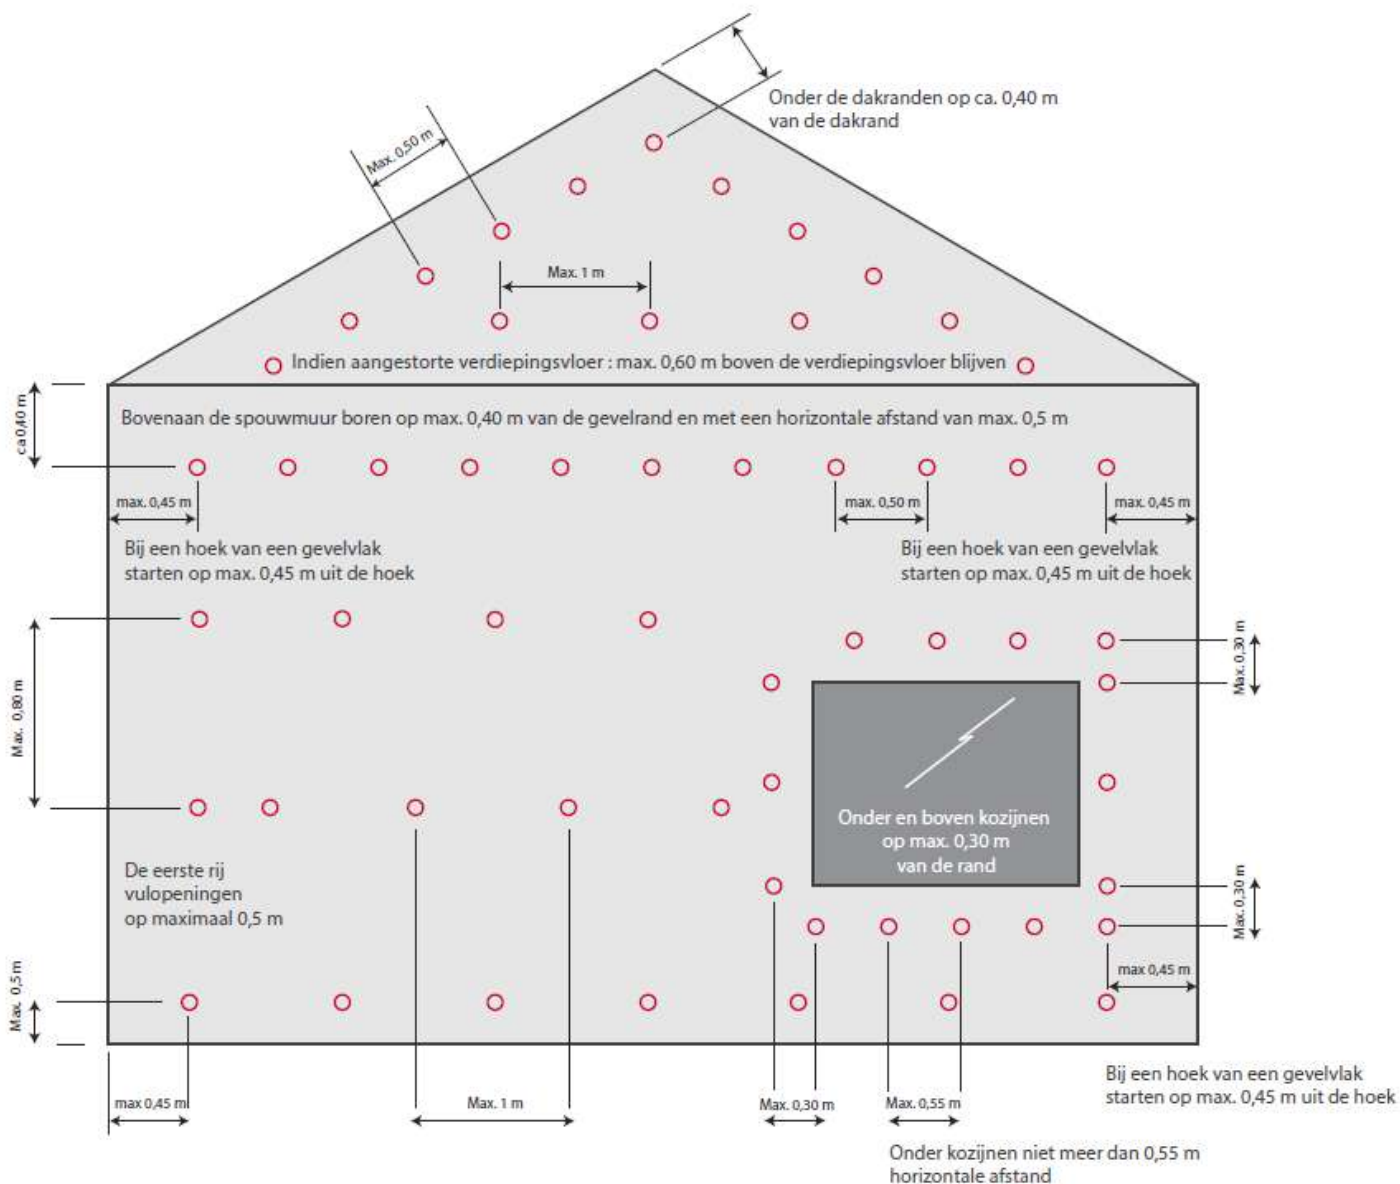 Onder de dakranden op ca. 0,40 m
van de dakrand
Max. 0,50 m
Max. 1 m
Indien aangestorte verdiepingsvloer : max. 0,60 m boven de verdiepingsvloer blijven
ca 0,40 m
Bovenaan de spouwmuur boren op max. 0,40 m van de gevelrand en met een horizontale afstand van max. 0,5 m
max. 0,45 m
max. 0,50 m
max. 0,45 m
Bij een hoek van een gevelvlak
starten op max. 0,45 m uit de hoek
Bij een hoek van een gevelvlak
starten op max. 0,45 m uit de hoek
Max. 0,80 m
Max. 0,30 m
Onder en boven kozijnen
op max. 0,30 m
van de rand
De eerste rij
vulopeningen
op maximaal 0,5 m
Max. 0,30 m
max 0,45 m
Max. 0,5 m
Bij een hoek van een gevelvlak
starten op max. 0,45 m uit de hoek
max 0,45 m
Max. 1 m
Max. 0,30 m
Max. 0,55 m
Onder kozijnen niet meer dan 0,55 m
horizontale afstand